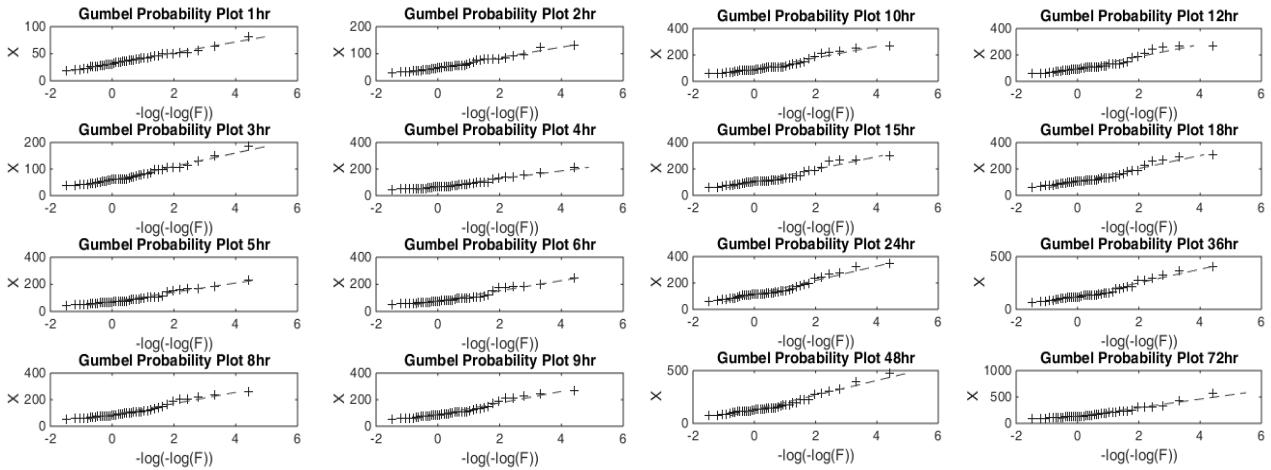 Gumbel Probability Plot 1hr
100
50
0
X
-2 0 2 4 6
-log(-log(F))
Gumbel Probability Plot 2hr
200
100
0
X
-2 0 2 4 6
-log(-log(F))
Gumbel Probability Plot 10hr
400
200
0
X
-2 0 2 4 6
-log(-log(F))
Gumbel Probability Plot 12hr
400
200
0
X
-2 0 2 4 6
-log(-log(F))
Gumbel Probability Plot 3hr
200
100
0
X
-2 0 2 4 6
-log(-log(F))
Gumbel Probability Plot 4hr
400
200
0
X
-2 0 2 4 6
-log(-log(F))
Gumbel Probability Plot 15hr
400
200
0
X
-2 0 2 4 6
-log(-log(F))
Gumbel Probability Plot 18hr
400
200
0
X
-2 0 2 4 6
-log(-log(F))
Gumbel Probability Plot 5hr
400
200
0
X
-2 0 2 4 6
-log(-log(F))
Gumbel Probability Plot 6hr
400
200
0
X
-2 0 2 4 6
-log(-log(F))
Gumbel Probability Plot 24hr
400
200
0
X
-2 0 2 4 6
-log(-log(F))
Gumbel Probability Plot 36hr
500
0
X
-2 0 2 4 6
-log(-log(F))
Gumbel Probability Plot 8hr
400
200
0
X
-2 0 2 4 6
-log(-log(F))
Gumbel Probability Plot 9hr
400
200
0
X
-2 0 2 4 6
-log(-log(F))
Gumbel Probability Plot 48hr
500
0
X
-2 0 2 4 6
-log(-log(F))
Gumbel Probability Plot 72hr
1000
500
0
X
-2 0 2 4 6
-log(-log(F))